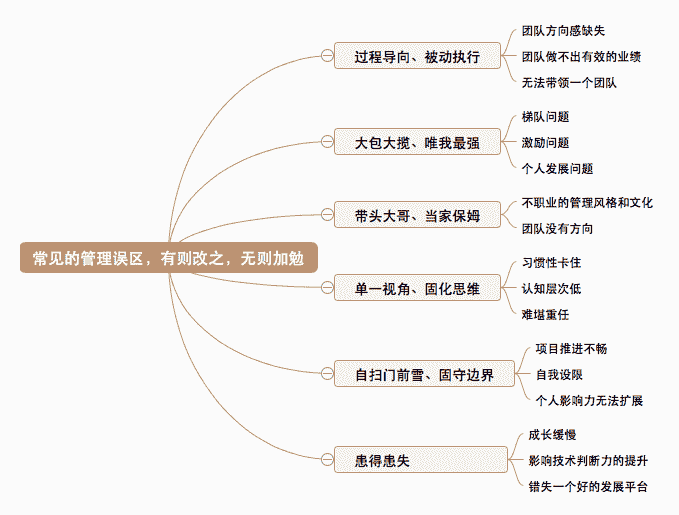 常见的管理误区，有则改之，无则加勉
过程导向、被动执行
团队方向感缺失
团队做不出有效的业绩
无法带领一个团队
大包大揽、唯我最强
梯队问题
激励问题
个人发展问题
带头大哥、当家保姆
不职业的管理风格和文化
团队没有方向
单一视角、固化思维
习惯性卡住
认知层次低
难堪重任
自扫门前雪、固守边界
项目推进不畅
自我设限
个人影响力无法扩展
患得患失
成长缓慢
影响技术判断力的提升
错失一个好的发展平台